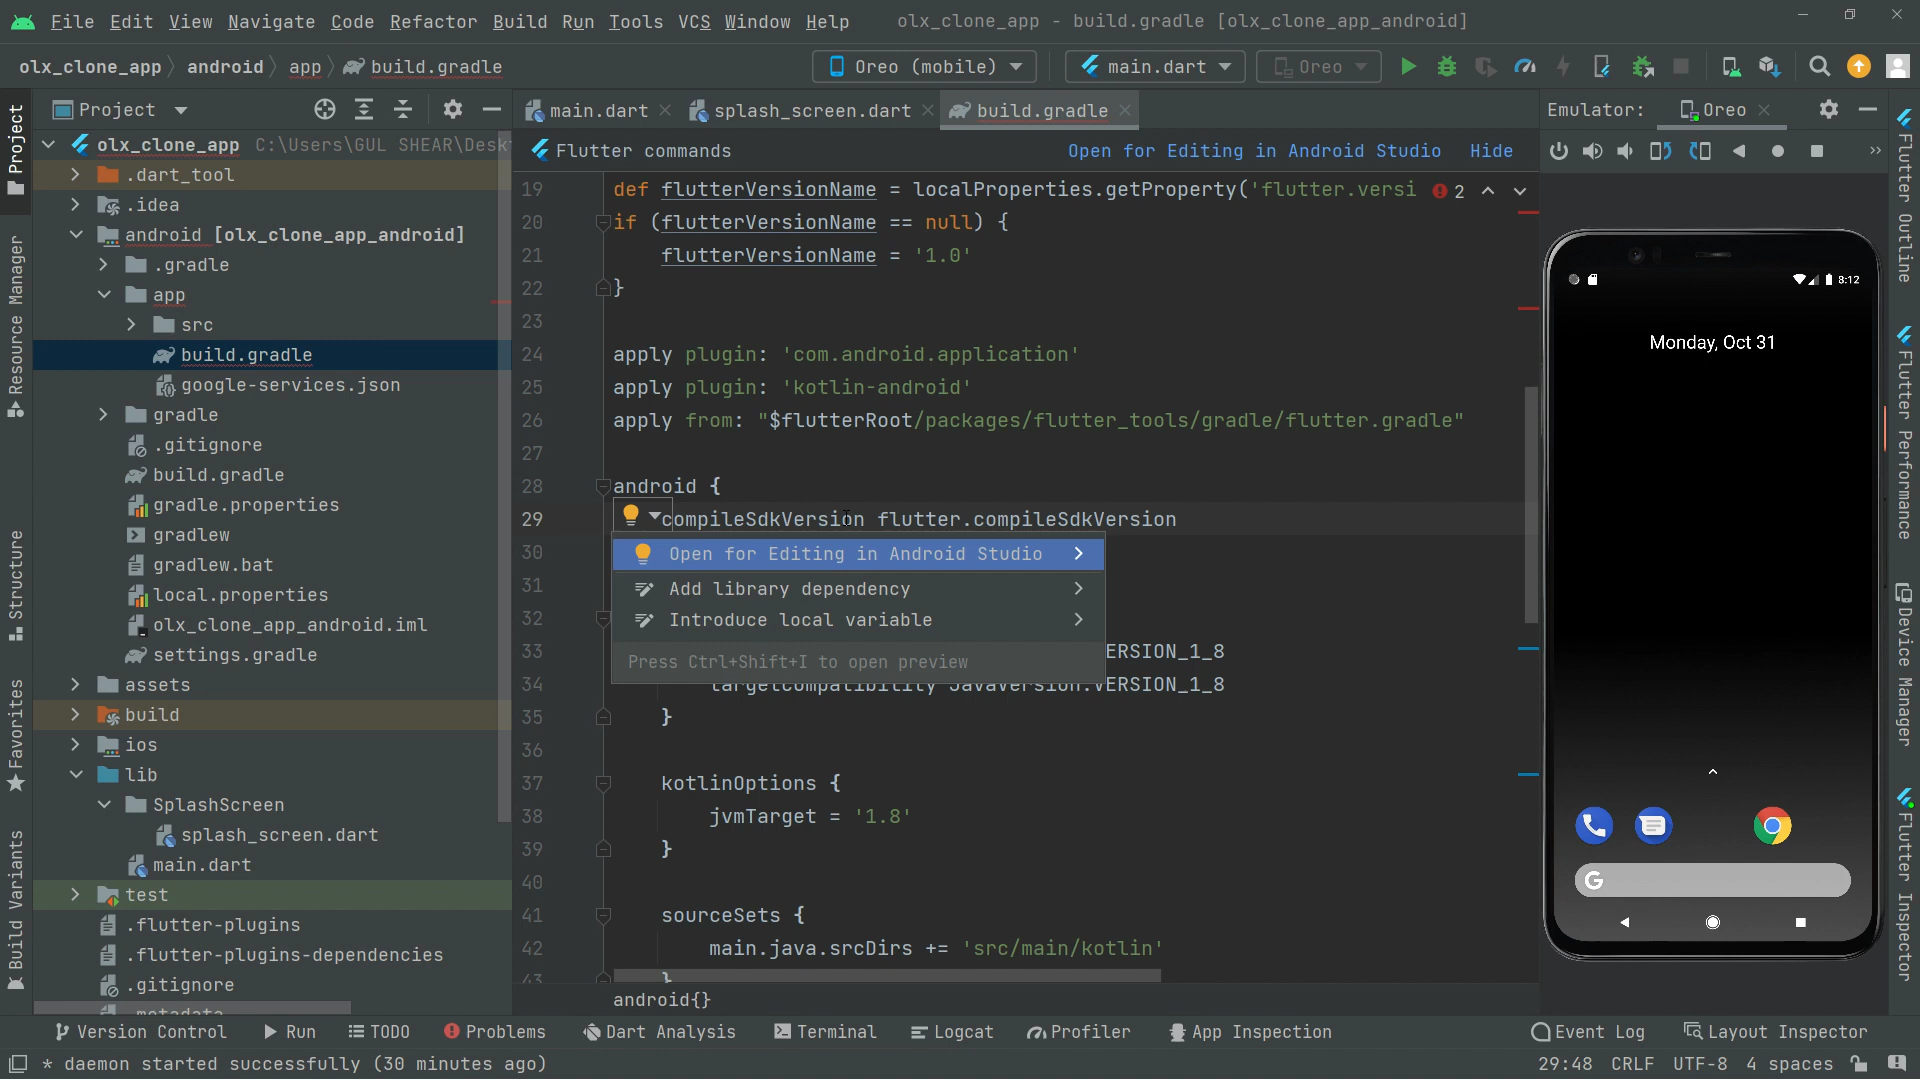 File Edit View Navigate Code Refactor Build Run Tools VCS Window Help olx_clone_app - build.gradle [olx_clone_app_android]
olx_clone_app android app build.gradle Oreo (mobile) main.dart Oreo
Project main.dart splash_screen.dart build.gradle Emulator: Oreo
olx_clone_app C:\Users\GUL SHEAR\Desk
Flutter commands Open for Editing in Android Studio Hide
.dart_tool
.idea
android [olx_clone_app_android]
.gradle
app
src
build.gradle
google-services.json
gradle
.gitignore
build.gradle
gradle.properties
gradlew
gradlew.bat
local.properties
olx_clone_app_android.iml
settings.gradle
assets
build
ios
lib
SplashScreen
splash_screen.dart
main.dart
test
.flutter-plugins
.flutter-plugins-dependencies
.gitignore
.metadata
19 def flutterVersionName = localProperties.getProperty('flutter.versi 2
20 if (flutterVersionName == null) {
21 flutterVersionName = '1.0'
22 }
23
24 apply plugin: 'com.android.application'
25 apply plugin: 'kotlin-android'
26 apply from: "$flutterRoot/packages/flutter_tools/gradle/flutter.gradle"
27
28 android {
29 compileSdkVersion flutter.compileSdkVersion
30 Open for Editing in Android Studio
31 Add library dependency
32 Introduce local variable
33 ERSION_1_8
Press Ctrl+Shift+I to open preview
34 targetCompatibility JavaVersion.VERSION_1_8
35 }
36
37 kotlinOptions {
38 jvmTarget = '1.8'
39 }
40
41 sourceSets {
42 main.java.srcDirs += 'src/main/kotlin'
43 }
android{}
8:12
Monday, Oct 31
G
Project
Resource Manager
Structure
Favorites
Build Variants
Flutter Outline
Flutter Performance
Device Manager
Flutter Inspector
Version Control Run TODO Problems Dart Analysis Terminal Logcat Profiler App Inspection Event Log Layout Inspector
* daemon started successfully (30 minutes ago) 29:48 CRLF UTF-8 4 spaces